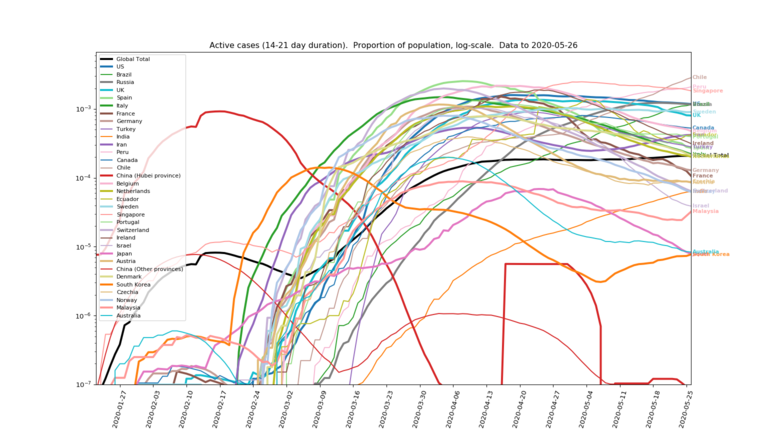 Active cases (14-21 day duration).  Proportion of population, log-scale.  Data to 2020-05-26
Global Total
US
Brazil
Russia
UK
Spain
Italy
France
Germany
Turkey
India
Iran
Peru
Canada
Chile
China (Hubei province)
Belgium
Netherlands
Ecuador
Sweden
Singapore
Portugal
Switzerland
Ireland
Israel
Japan
Austria
China (Other provinces)
Denmark
South Korea
Czechia
Norway
Malaysia
Australia
10⁻³
10⁻⁴
10⁻⁵
10⁻⁶
10⁻⁷
Chile
Singapore
UK
Canada
Ireland
Germany
France
Israel
Malaysia
2020-01-27
2020-02-03
2020-02-10
2020-02-17
2020-02-24
2020-03-02
2020-03-09
2020-03-16
2020-03-23
2020-03-30
2020-04-06
2020-04-13
2020-04-20
2020-04-27
2020-05-04
2020-05-11
2020-05-18
2020-05-25